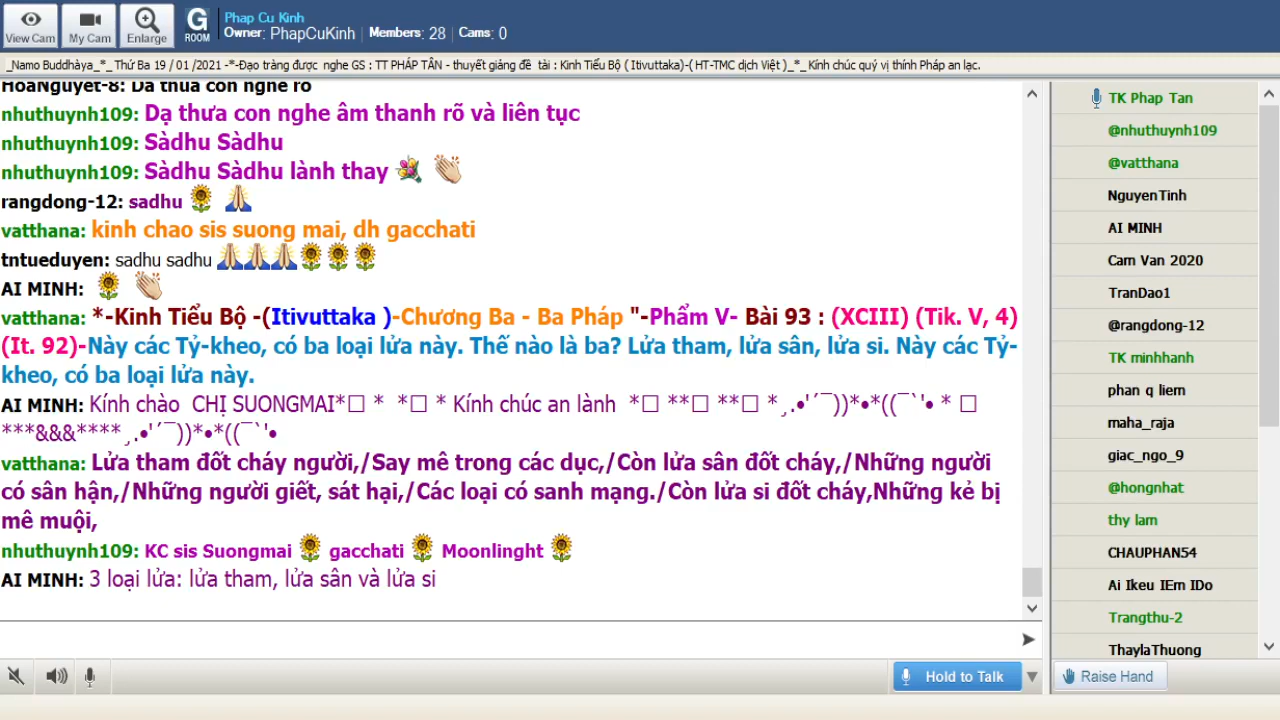 View Cam
My Cam
Enlarge
G
ROOM
Phap Cu Kinh
Owner: PhapCuKinh
Members: 28
Cams: 0
_Namo Buddhàya_*_ Thứ Ba 19 / 01 /2021 -*-Đạo tràng được nghe GS : TT PHÁP TÂN - thuyết giảng đề tài : Kinh Tiểu Bộ ( Itivuttaka)-( HT-TMC dịch Việt )_*_ Kính chúc quý vị thính Pháp an lạc.
HoaNguyet-8: Dạ thưa con nghe rõ
nhuthuynh109: Dạ thưa con nghe âm thanh rõ và liên tục
nhuthuynh109: Sàdhu Sàdhu
nhuthuynh109: Sàdhu Sàdhu lành thay
rangdong-12: sadhu
vatthana: kinh chao sis suong mai, dh gacchati
tntueduyen: sadhu sadhu
AI MINH:
vatthana: *-Kinh Tiểu Bộ -(Itivuttaka )-Chương Ba - Ba Pháp "-Phẩm V- Bài 93 : (XCIII) (Tik. V, 4)
(It. 92)-Này các Tỷ-kheo, có ba loại lửa này. Thế nào là ba? Lửa tham, lửa sân, lửa si. Này các Tỷ-
kheo, có ba loại lửa này.
AI MINH: Kính chào CHỊ SUONGMAI*□ * *□ * Kính chúc an lành *□ **□ **□ *¸.•'´¯))*•*((¯`'• * □
***&&&****¸.•'´¯))*•*((¯`'•
vatthana: Lửa tham đốt cháy người,/Say mê trong các dục,/Còn lửa sân đốt cháy,/Những người
có sân hận,/Những người giết, sát hại,/Các loại có sanh mạng./Còn lửa si đốt cháy,Những kẻ bị
mê muội,
nhuthuynh109: KC sis Suongmai gacchati Moonlinght
AI MINH: 3 loại lửa: lửa tham, lửa sân và lửa si
Hold to Talk
TK Phap Tan
@nhuthuynh109
@vatthana
NguyenTinh
AI MINH
Cam Van 2020
TranDao1
@rangdong-12
TK minhhanh
phan q liem
maha_raja
giac_ngo_9
@hongnhat
thy lam
CHAUPHAN54
Ai Ikeu IEm IDo
Trangthu-2
ThaylaThuong
Raise Hand